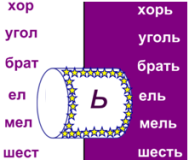 хор хорь
угол уголь
брат брать
ел ель
Ь
мел мель
шест шесть